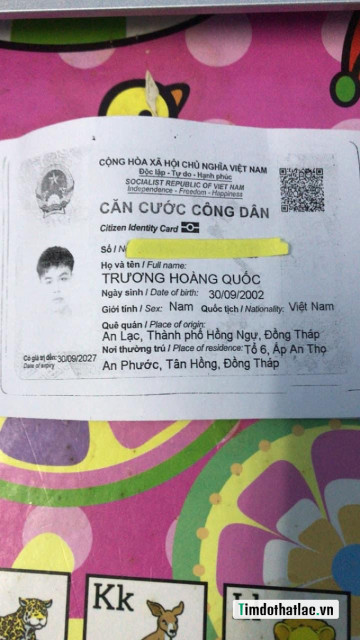 CỘNG HÒA XÃ HỘI CHỦ NGHĨA VIỆT NAM
Độc lập - Tự do - Hạnh phúc
SOCIALIST REPUBLIC OF VIET NAM
Independence - Freedom - Happiness
CĂN CƯỚC CÔNG DÂN
Citizen Identity Card
Số /
Họ và tên / Full name:
TRƯƠNG HOÀNG QUỐC
Ngày sinh / Date of birth: 30/09/2002
Giới tính / Sex: Nam Quốc tịch / Nationality: Việt Nam
Quê quán / Place of origin:
An Lạc, Thành phố Hồng Ngự, Đồng Tháp
Nơi thường trú / Place of residence: Tổ 6, Ấp An Thọ
An Phước, Tân Hồng, Đồng Tháp
Có giá trị đến: 30/09/2027
Date of expiry
Kk
Timdothatlac.vn